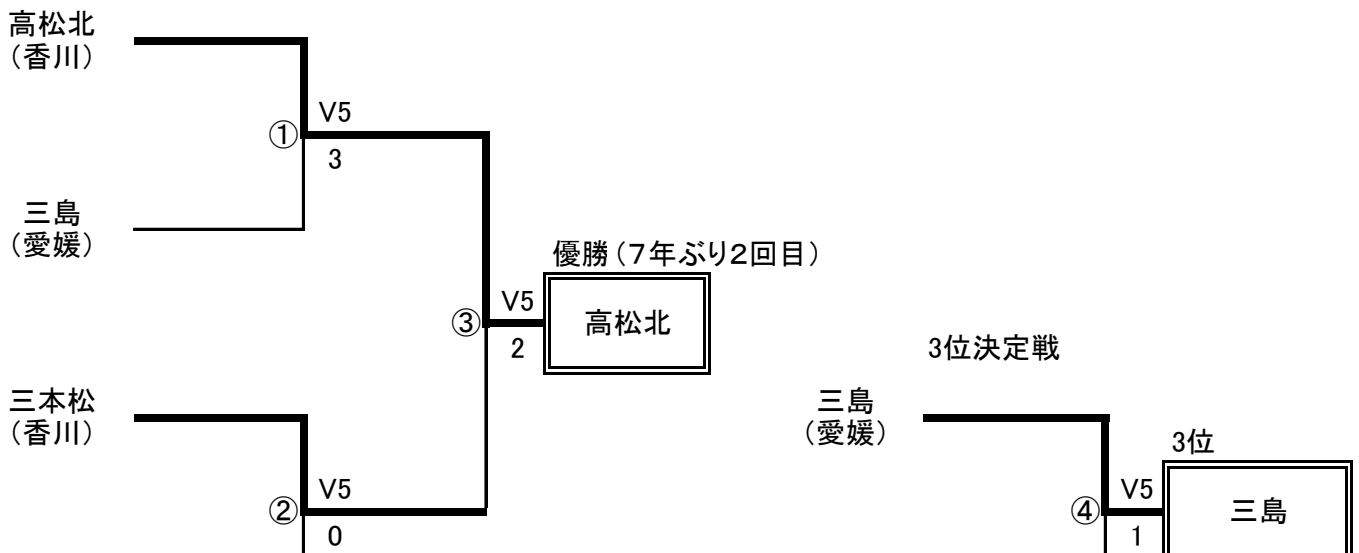 高松北
（香川）
V5
①
3
三島
（愛媛）
優勝（７年ぶり２回目）
V5
③
高松北
2
三本松
（香川）
V5
②
0
3位決定戦
三島
（愛媛）
3位
V5
④
三島
1